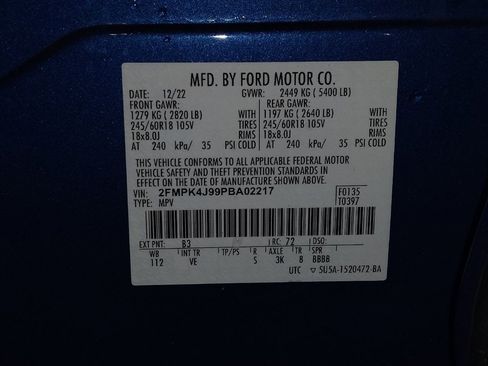 MFD. BY FORD MOTOR CO.
DATE: 12/22 GVWR: 2449 KG ( 5400 LB)
FRONT GAWR: REAR GAWR:
1279 KG ( 2820 LB) WITH 1197 KG ( 2640 LB) WITH
245/60R18 105V TIRES 245/60R18 105V TIRES
18x8.0J RIMS 18x8.0J RIMS
AT 240 kPa/ 35 PSI COLD AT 240 kPa/ 35 PSI COLD
THIS VEHICLE CONFORMS TO ALL APPLICABLE FEDERAL MOTOR
VEHICLE SAFETY AND THEFT PREVENTION STANDARDS IN
EFFECT ON THE DATE OF MANUFACTURE SHOWN ABOVE.
VIN: 2FMPK4J99PBA02217 F0135
TYPE: MPV T0397
EXT PNT: B3 RC: 72 DSO:
WB INT TR TP/PS R AXLE TR SPR
112 VE S 3K 8 BBBB
UTC ▽ SU5A-1520472-BA